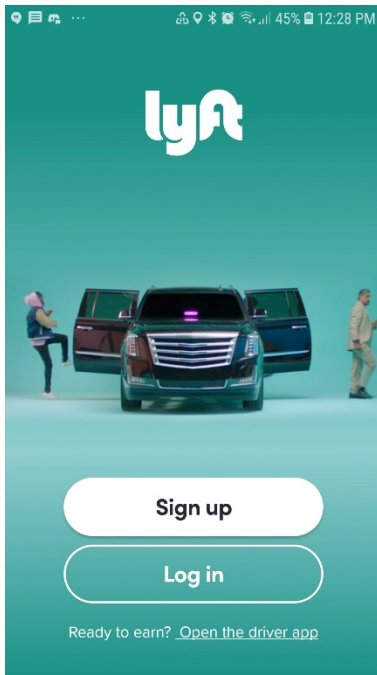 45% 12:28 PM
lyft
Sign up
Log in
Ready to earn? Open the driver app